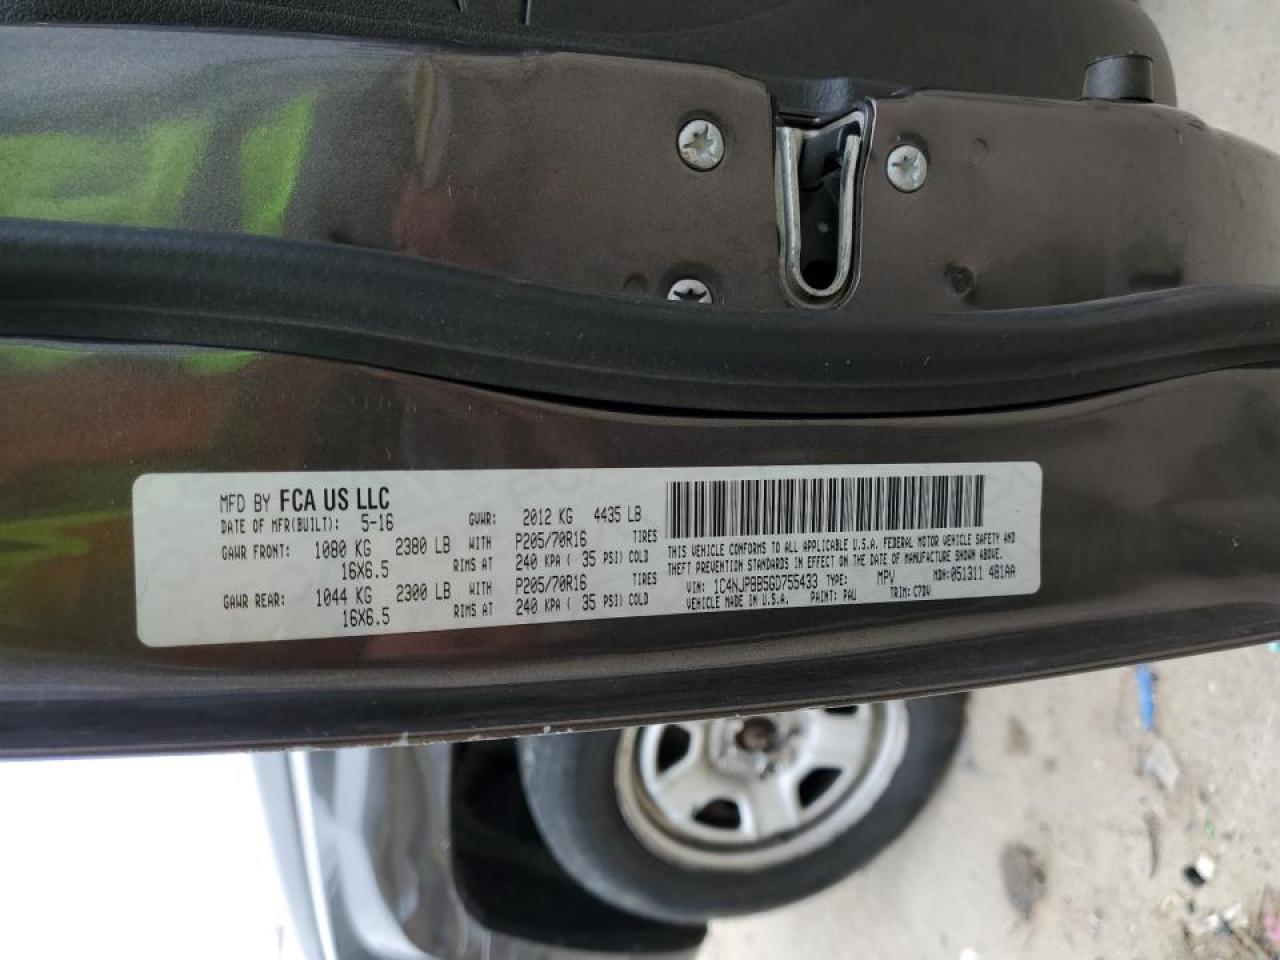 MFD BY FCA US LLC
DATE OF MFR(BUILT): 5-16 GVWR: 2012 KG 4435 LB
GAWR FRONT: 1080 KG 2380 LB WITH P205/70R16 TIRES
16X6.5 RIMS AT 240 KPA ( 35 PSI) COLD
GAWR REAR: 1044 KG 2300 LB WITH P205/70R16 TIRES
16X6.5 RIMS AT 240 KPA ( 35 PSI) COLD
THIS VEHICLE CONFORMS TO ALL APPLICABLE U.S.A. FEDERAL MOTOR VEHICLE SAFETY AND
THEFT PREVENTION STANDARDS IN EFFECT ON THE DATE OF MANUFACTURE SHOWN ABOVE.
VIN: 1C4NJPBB5GD755433 TYPE: MPV MDH: 051311 481AA
VEHICLE MADE IN U.S.A. PAINT: PAU TRIM: C7DV